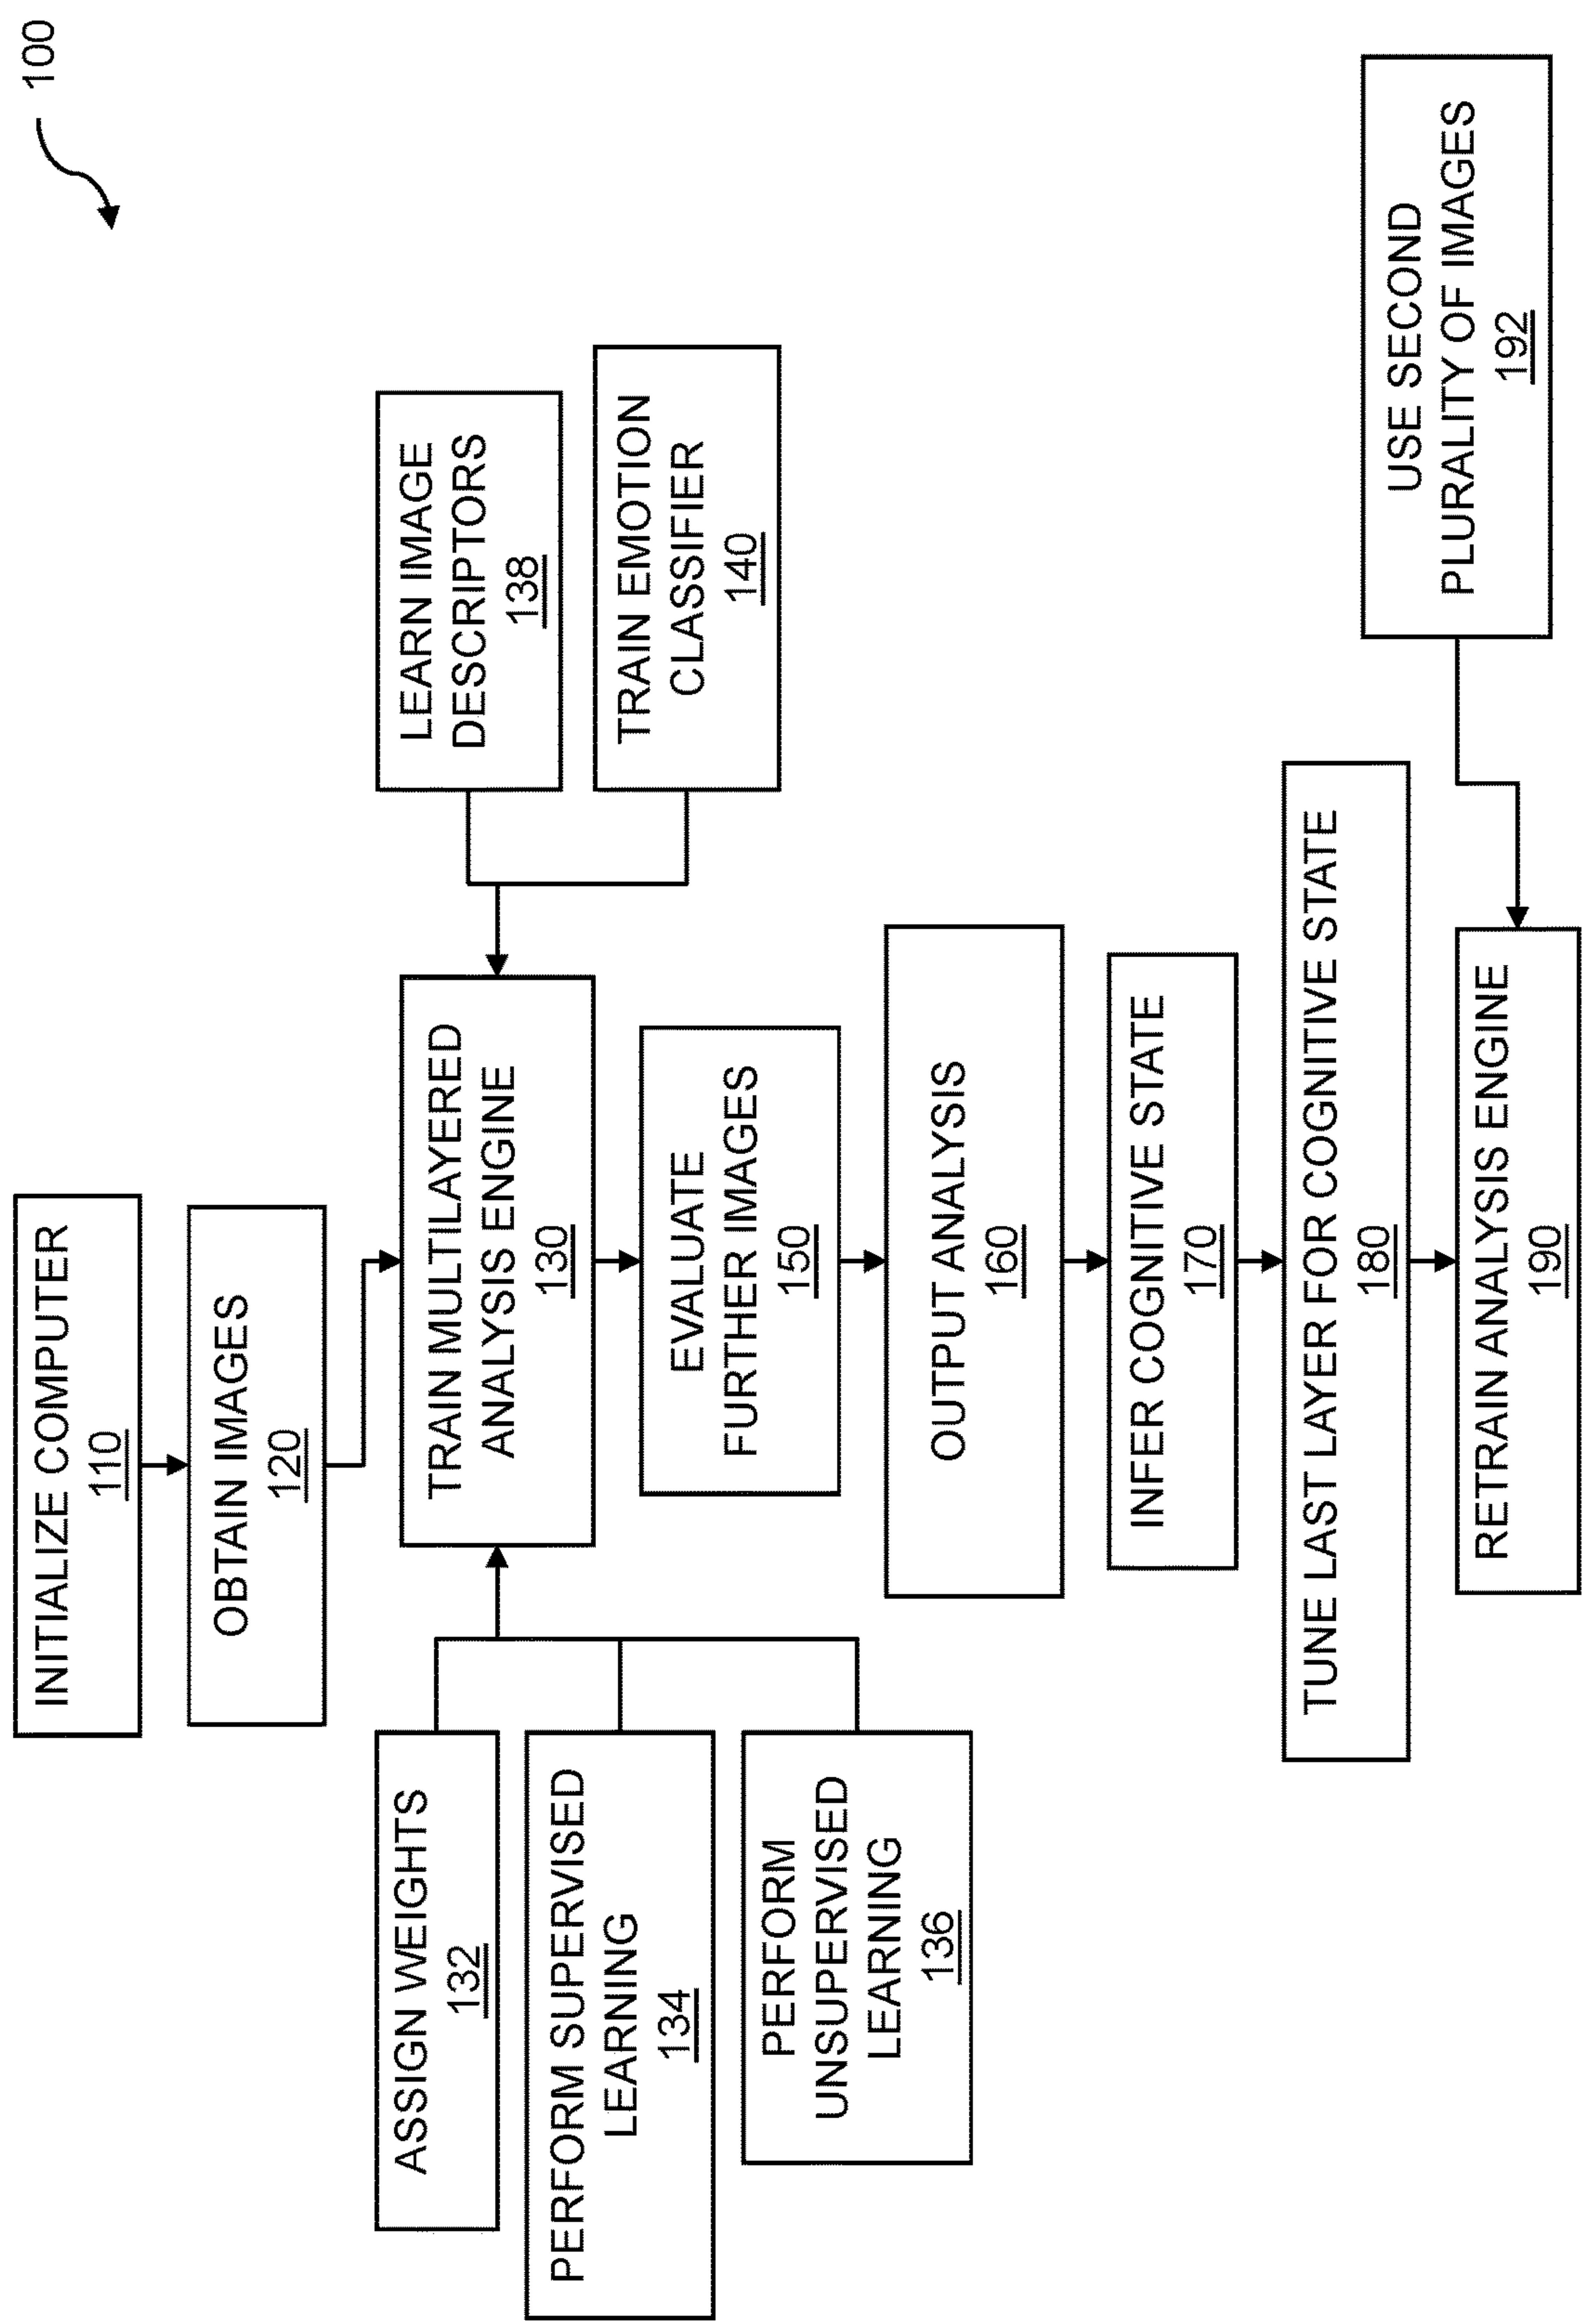 100
INITIALIZE COMPUTER
110
OBTAIN IMAGES
120
ASSIGN WEIGHTS
132
PERFORM SUPERVISED
LEARNING
134
PERFORM
UNSUPERVISED
LEARNING
136
TRAIN MULTILAYERED
ANALYSIS ENGINE
130
LEARN IMAGE
DESCRIPTORS
138
TRAIN EMOTION
CLASSIFIER
140
EVALUATE
FURTHER IMAGES
150
OUTPUT ANALYSIS
160
INFER COGNITIVE STATE
170
TUNE LAST LAYER FOR COGNITIVE STATE
180
RETRAIN ANALYSIS ENGINE
190
USE SECOND
PLURALITY OF IMAGES
192